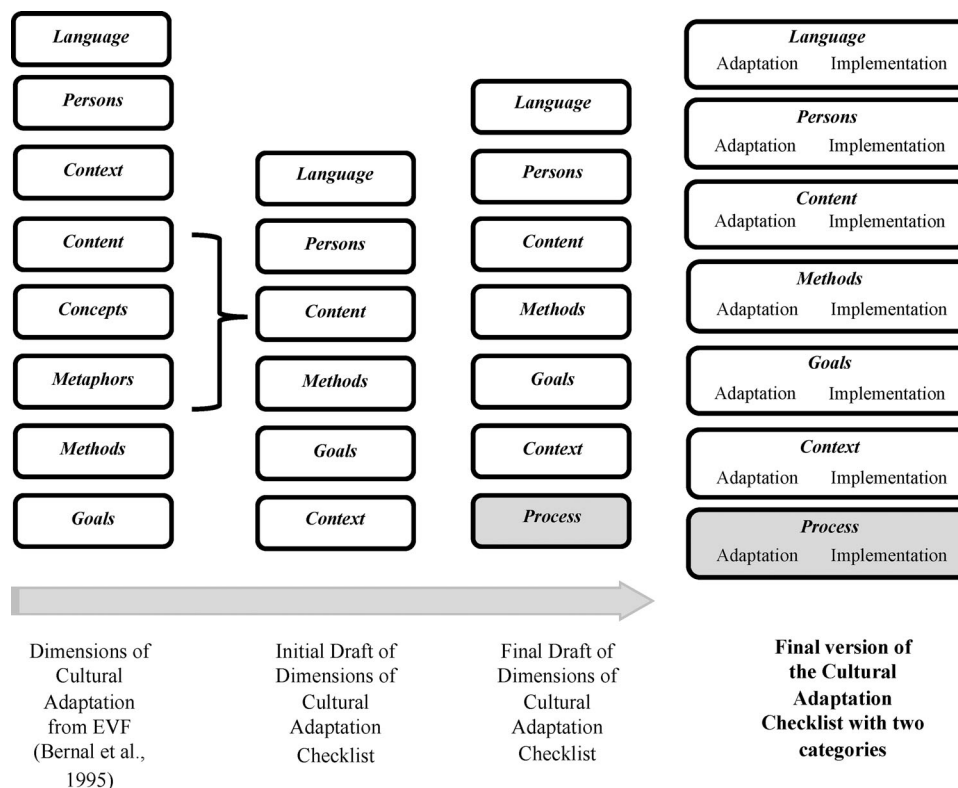 Language
Persons
Context
Content
Concepts
Metaphors
Methods
Goals
Language
Persons
Content
Methods
Goals
Context
Language
Persons
Content
Methods
Goals
Context
Process
Language
Adaptation Implementation
Persons
Adaptation Implementation
Content
Adaptation Implementation
Methods
Adaptation Implementation
Goals
Adaptation Implementation
Context
Adaptation Implementation
Process
Adaptation Implementation
Dimensions of
Cultural
Adaptation
from EVF
(Bernal et al.,
1995)
Initial Draft of
Dimensions of
Cultural
Adaptation
Checklist
Final Draft of
Dimensions of
Cultural
Adaptation
Checklist
Final version of
the Cultural
Adaptation
Checklist with two
categories